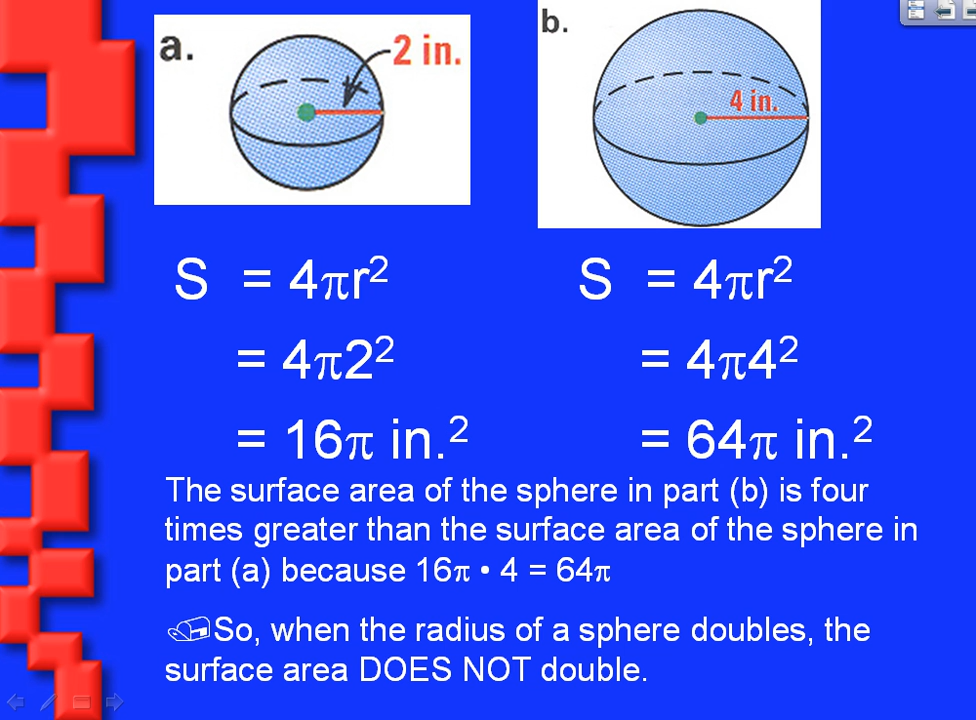 a. 2 in.
b. 4 in.
S = 4πr²
= 4π2²
= 16π in.²
S = 4πr²
= 4π4²
= 64π in.²
The surface area of the sphere in part (b) is four
times greater than the surface area of the sphere in
part (a) because 16π • 4 = 64π
So, when the radius of a sphere doubles, the
surface area DOES NOT double.